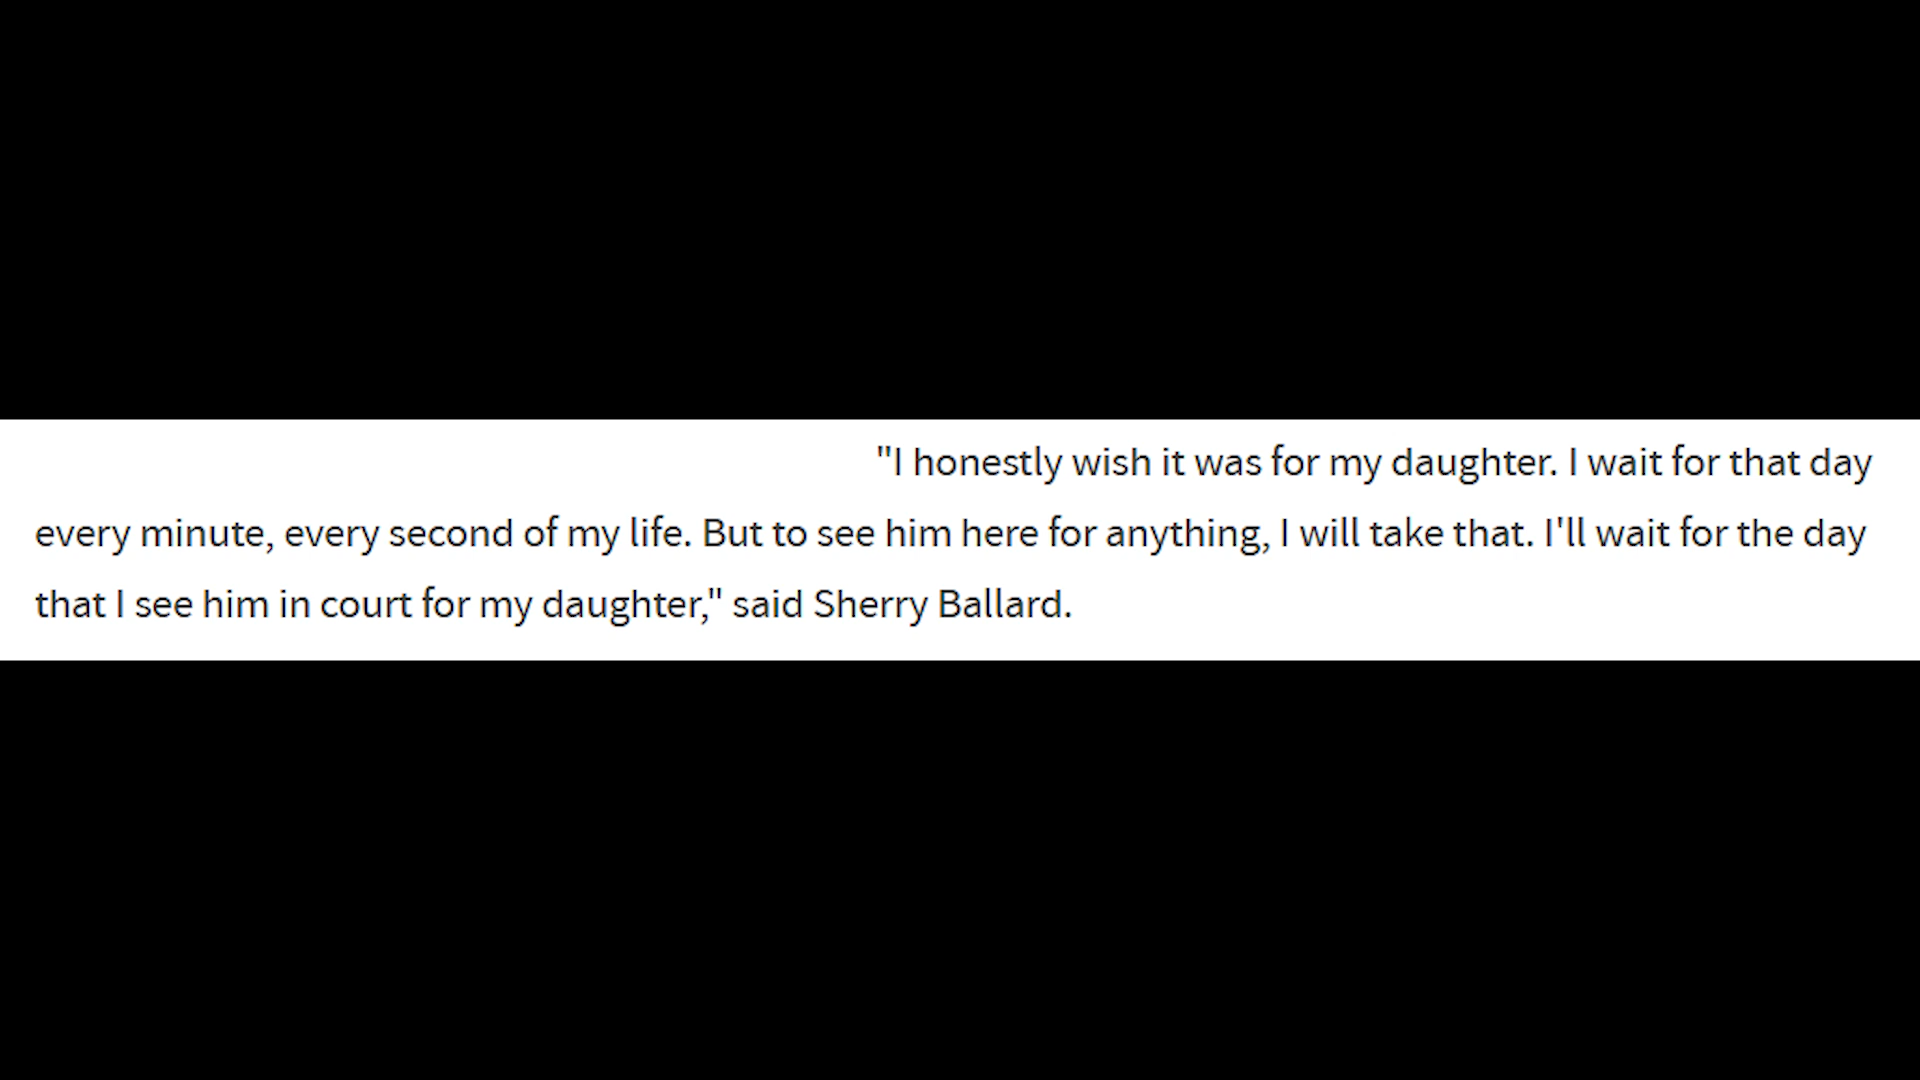 "I honestly wish it was for my daughter. I wait for that day
every minute, every second of my life. But to see him here for anything, I will take that. I'll wait for the day
that I see him in court for my daughter," said Sherry Ballard.